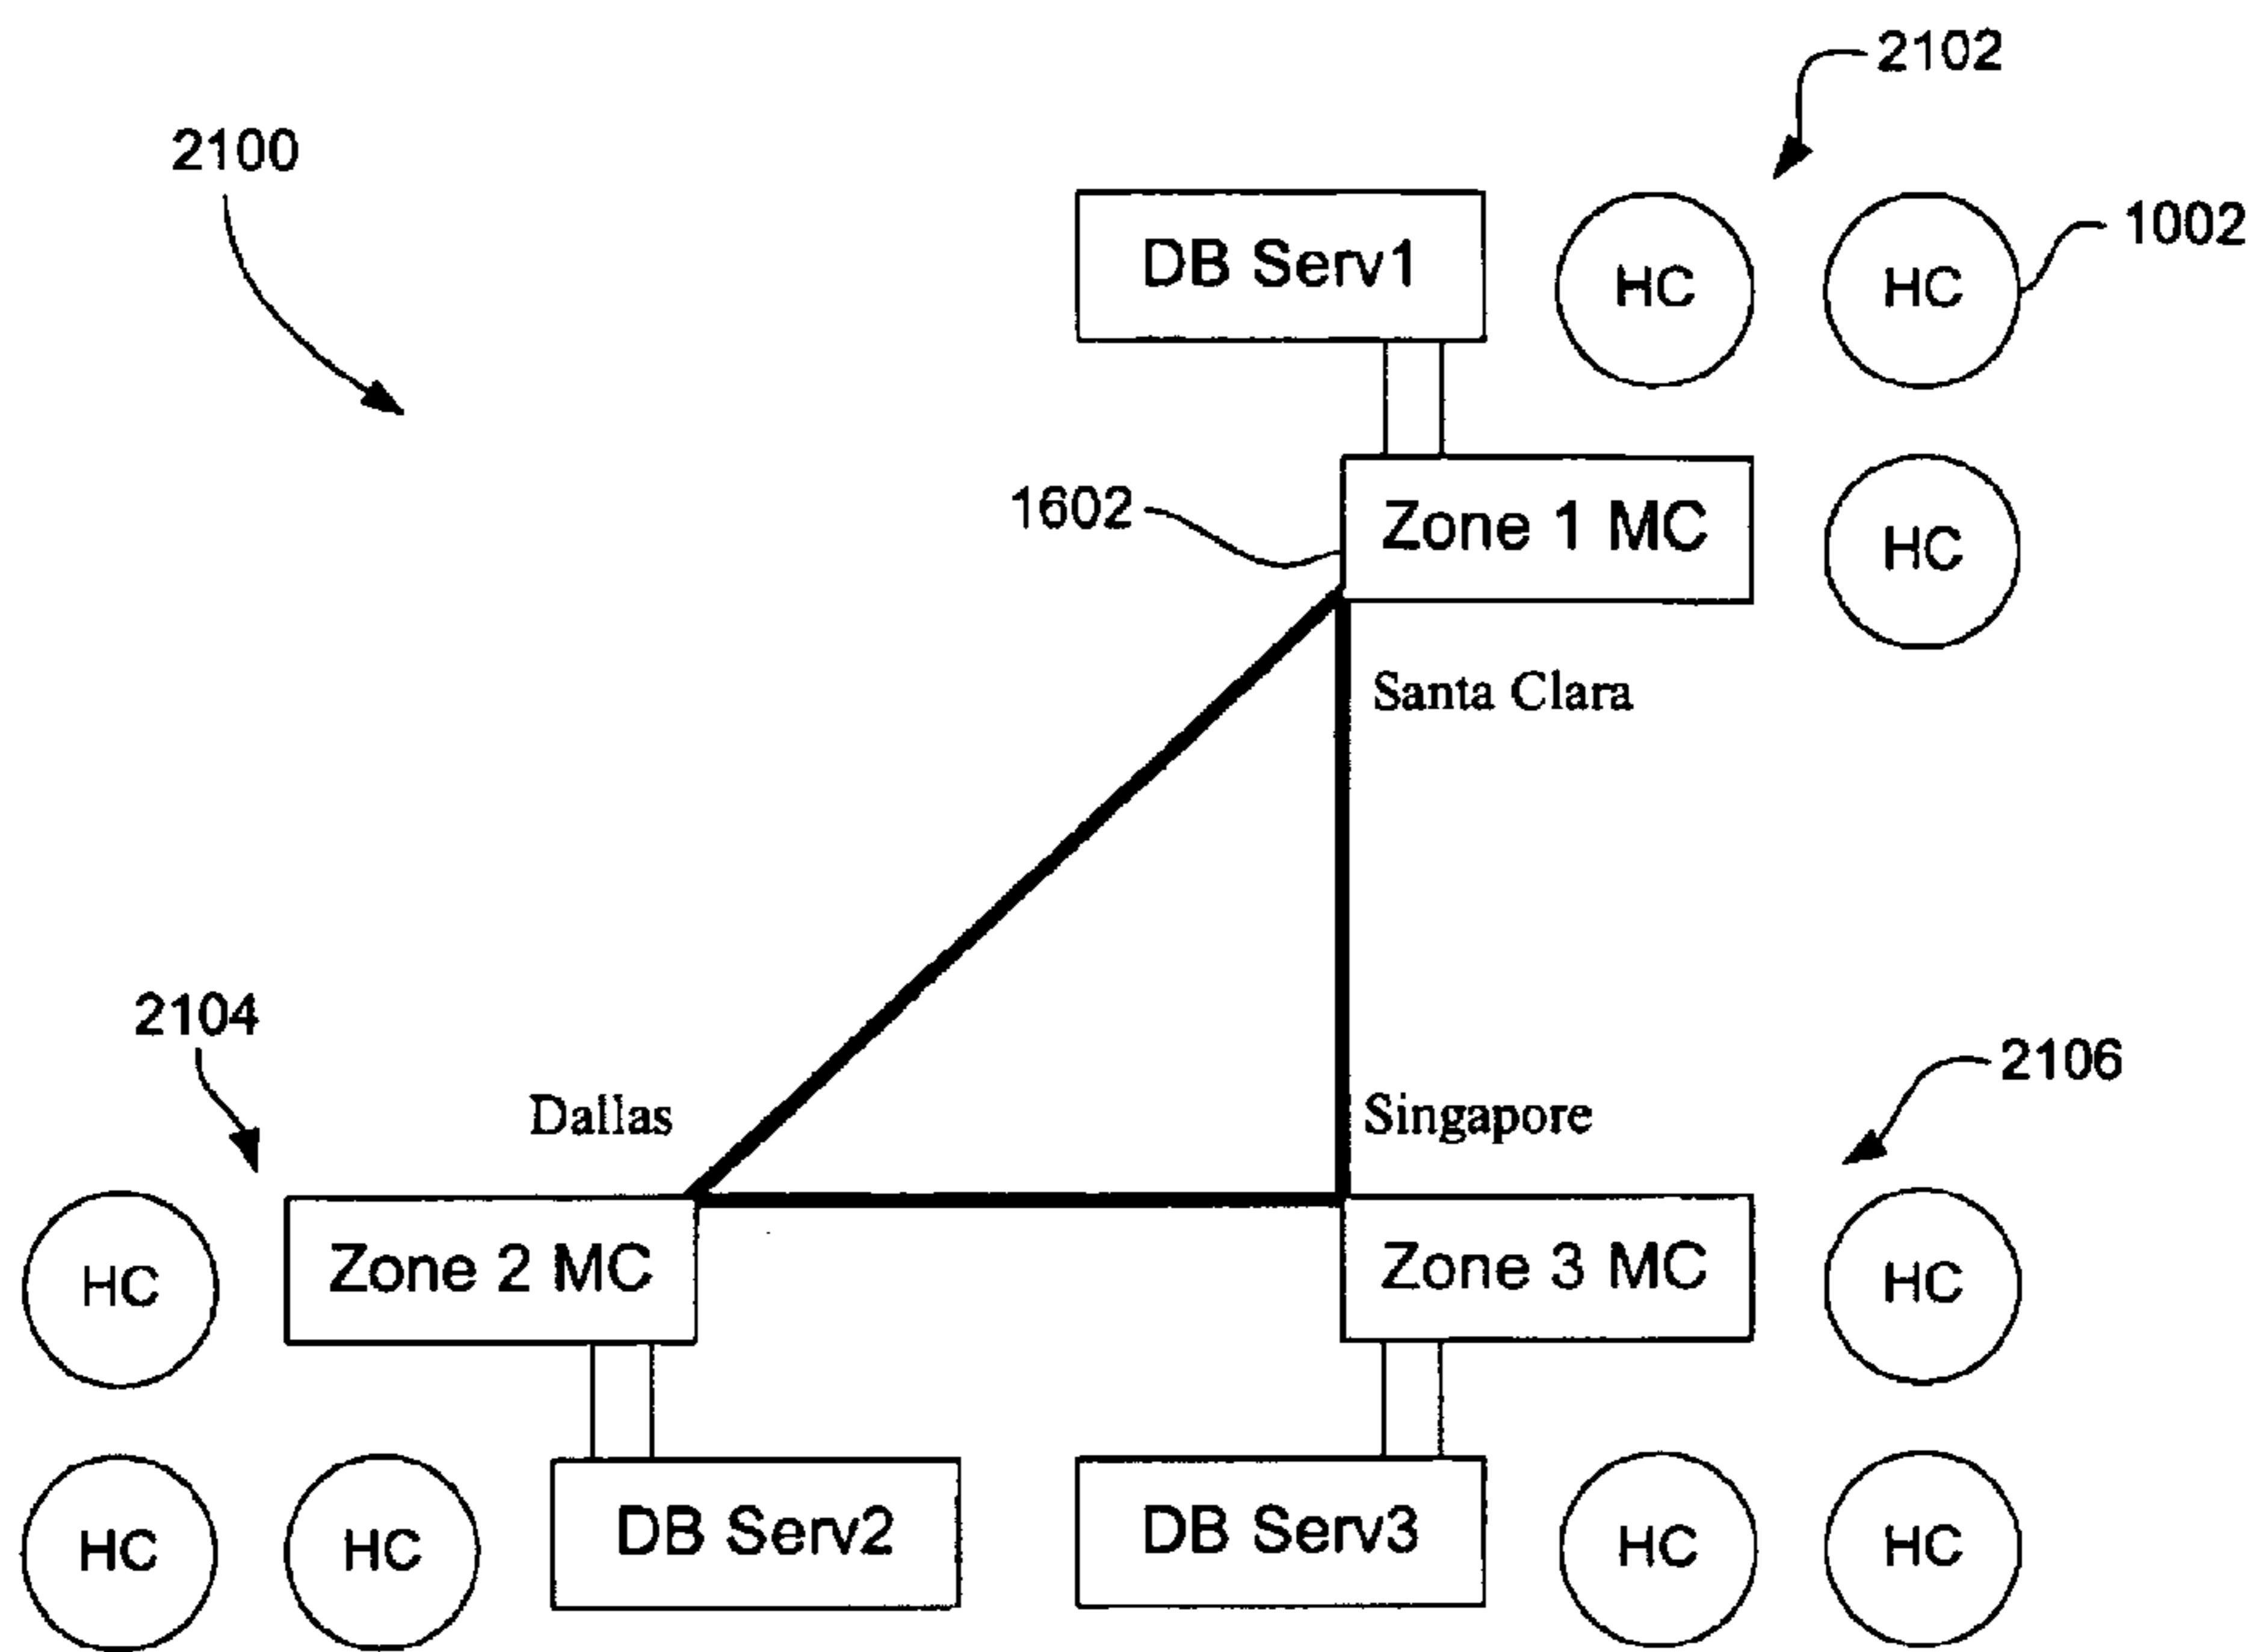 2102
2100
1002
DB Serv1
HC
HC
1602
Zone 1 MC
HC
Santa Clara
2104
2106
Dallas
Singapore
HC
Zone 2 MC
Zone 3 MC
HC
HC
HC
DB Serv2
DB Serv3
HC
HC